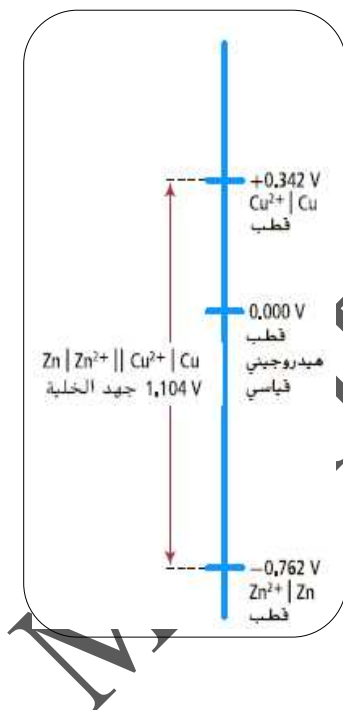 +0.342 V
Cu²⁺ | Cu
قطب
0.000 V
قطب
هيدروجيني
قياسي
Zn | Zn²⁺ || Cu²⁺ | Cu
1.104 V جهد الخلية
−0.762 V
Zn²⁺ | Zn
قطب